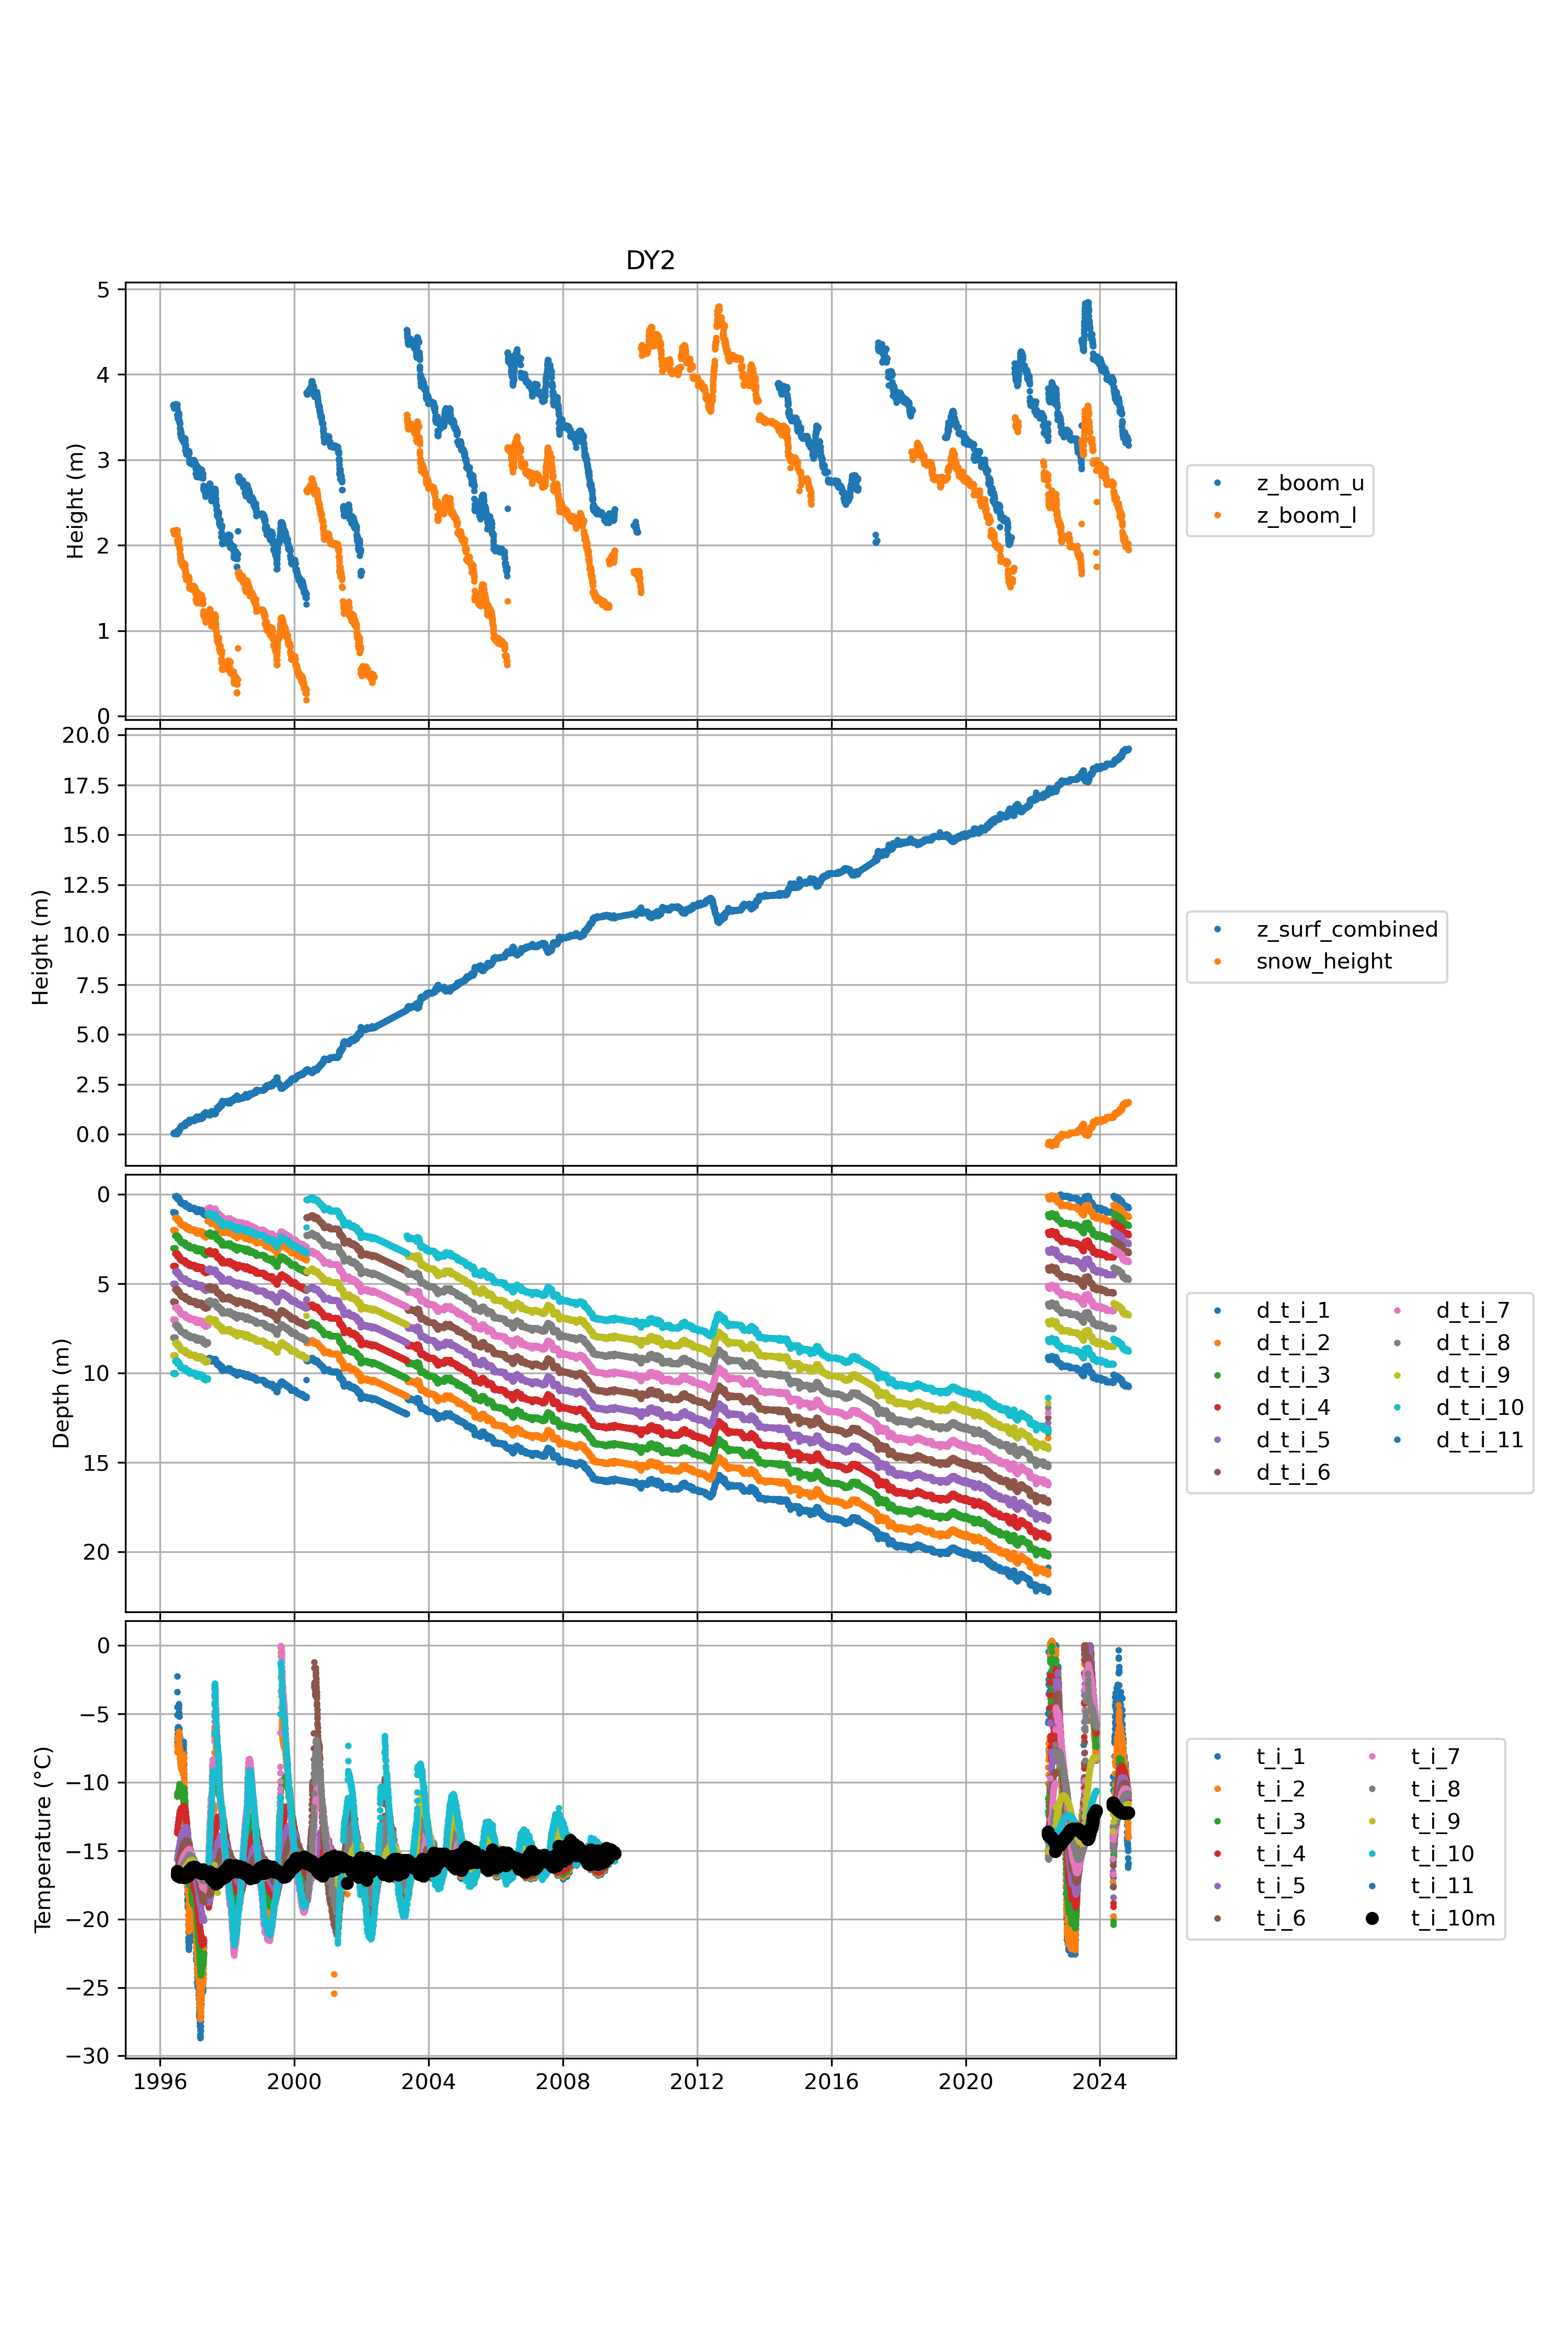 DY2
5
4
3
2
1
0
Height (m)
z_boom_u
z_boom_l
20.0
17.5
15.0
12.5
10.0
7.5
5.0
2.5
0.0
Height (m)
z_surf_combined
snow_height
0
5
10
15
20
Depth (m)
d_t_i_1 d_t_i_7
d_t_i_2 d_t_i_8
d_t_i_3 d_t_i_9
d_t_i_4 d_t_i_10
d_t_i_5 d_t_i_11
d_t_i_6
0
−5
−10
−15
−20
−25
−30
Temperature (°C)
t_i_1 t_i_7
t_i_2 t_i_8
t_i_3 t_i_9
t_i_4 t_i_10
t_i_5 t_i_11
t_i_6 t_i_10m
1996 2000 2004 2008 2012 2016 2020 2024